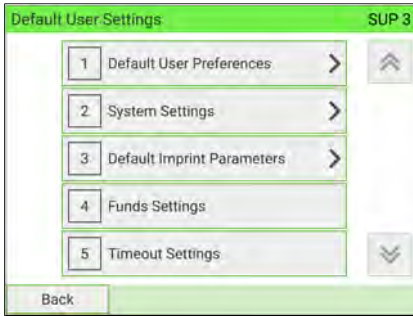 Default User Settings SUP 3
1 Default User Preferences
2 System Settings
3 Default Imprint Parameters
4 Funds Settings
5 Timeout Settings
Back